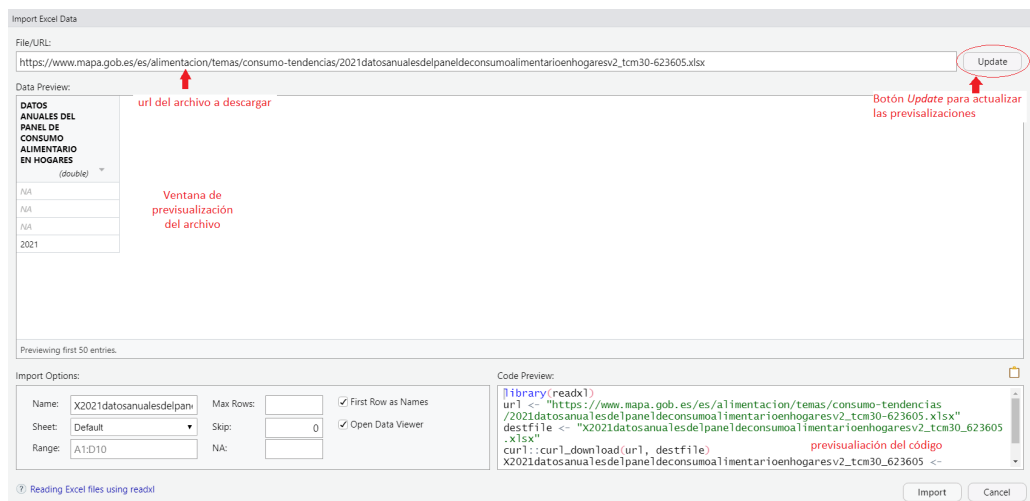 Import Excel Data
File/URL:
https://www.mapa.gob.es/es/alimentacion/temas/consumo-tendencias/2021datosanualesdelpaneldeconsumoalimentarioenhogaresv2_tcm30-623605.xlsx
Update
Data Preview:
url del archivo a descargar
Botón Update para actualizar
las previsalizaciones
DATOS
ANUALES DEL
PANEL DE
CONSUMO
ALIMENTARIO
EN HOGARES
(double)
NA
NA
NA
2021
Ventana de
previsualización
del archivo
Previewing first 50 entries.
Import Options:
Name: X2021datosanualesdelpan
Max Rows:
First Row as Names
Sheet: Default
Skip: 0
Open Data Viewer
Range: A1:D10
NA:
Code Preview:
library(readxl)
url <- "https://www.mapa.gob.es/es/alimentacion/temas/consumo-tendencias
/2021datosanualesdelpaneldeconsumoalimentarioenhogaresv2_tcm30-623605.xlsx"
destfile <- "X2021datosanualesdelpaneldeconsumoalimentarioenhogaresv2_tcm30_623605
.xlsx"
curl::curl_download(url, destfile)
X2021datosanualesdelpaneldeconsumoalimentarioenhogaresv2_tcm30_623605 <-
previsualiación del código
Reading Excel files using readxl
Import
Cancel